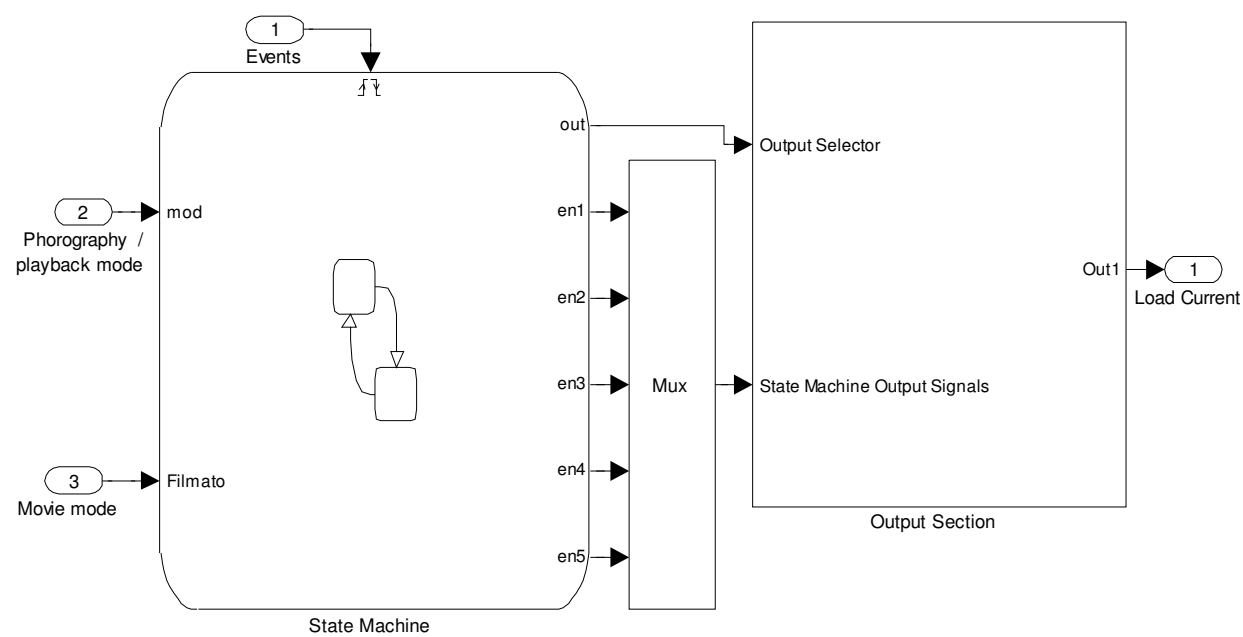 1
Events
out
Output Selector
mod
2
Phorography /
playback mode
en1
en2
Out1
1
Load Current
en3
Mux
State Machine Output Signals
en4
3
Filmato
Movie mode
Output Section
en5
State Machine